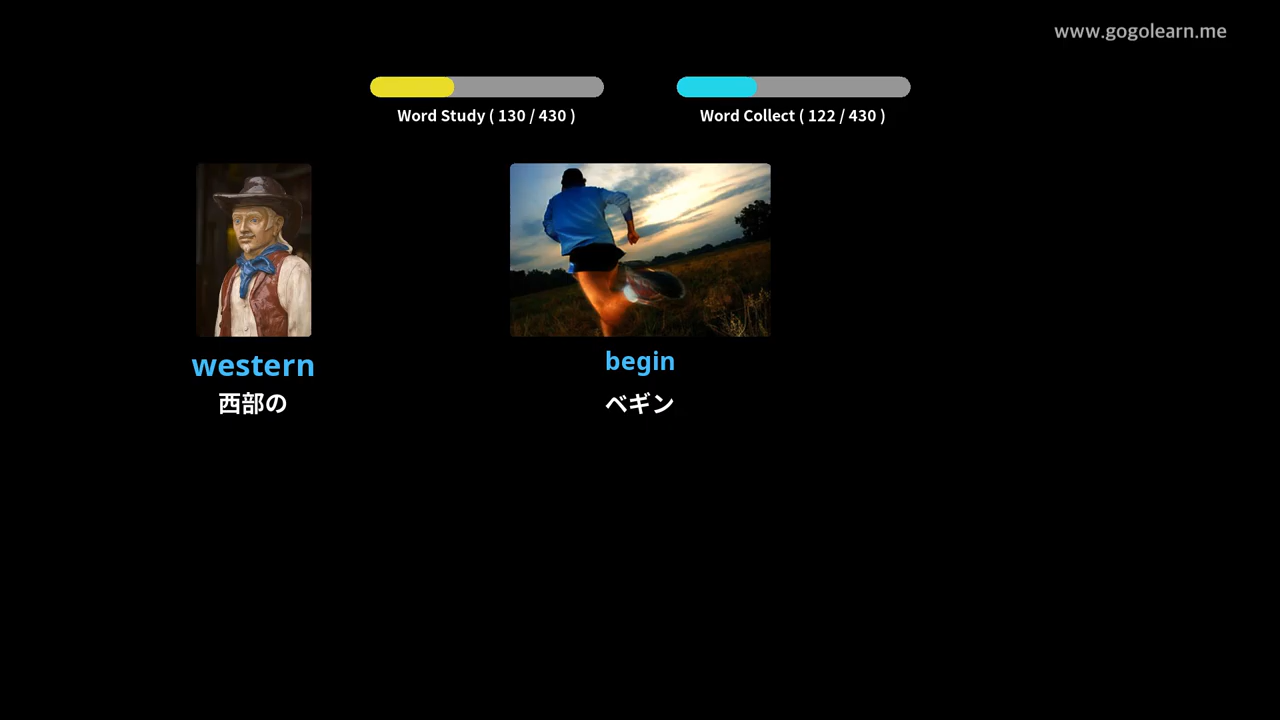 www.gogolearn.me
Word Study ( 130 / 430 )
Word Collect ( 122 / 430 )
western
西部の
begin
ベギン